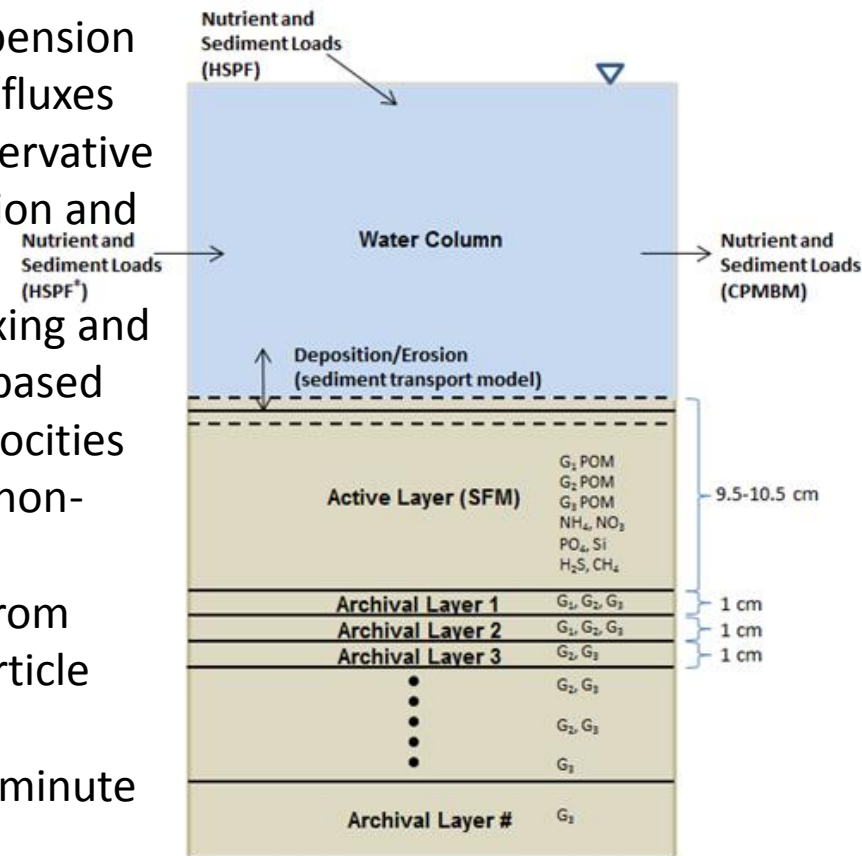 pension
fluxes
ervative
ion and
xing and
based
ocities
non-
rom
rticle
minute
Nutrient and
Sediment Loads
(HSPF)
Nutrient and
Sediment Loads
(HSPF*)
Water Column
Nutrient and
Sediment Loads
(CPMBM)
Deposition/Erosion
(sediment transport model)
Active Layer (SFM)
G₁ POM
G₂ POM
G₃ POM
NH₄, NO₃
PO₄, Si
H₂S, CH₄
9.5-10.5 cm
Archival Layer 1 G₁, G₂, G₃ 1 cm
Archival Layer 2 G₁, G₂, G₃ 1 cm
Archival Layer 3 G₂, G₃ 1 cm
G₂, G₃
G₂, G₃
G₃
Archival Layer # G₃